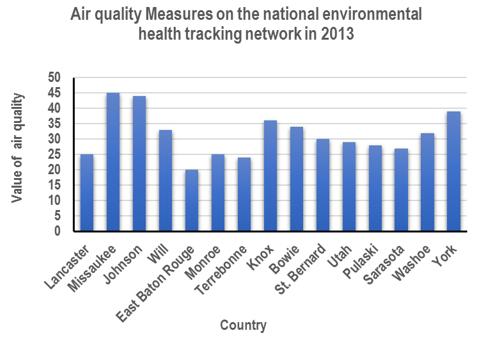 Air quality Measures on the national environmental
health tracking network in 2013
Value of air quality
50
45
40
35
30
25
20
15
10
5
0
Lancaster
Missaukee
Johnson
Will
East Baton Rouge
Monroe
Terrebonne
Knox
Bowie
St. Bernard
Utah
Pulaski
Sarasota
Washoe
York
Country